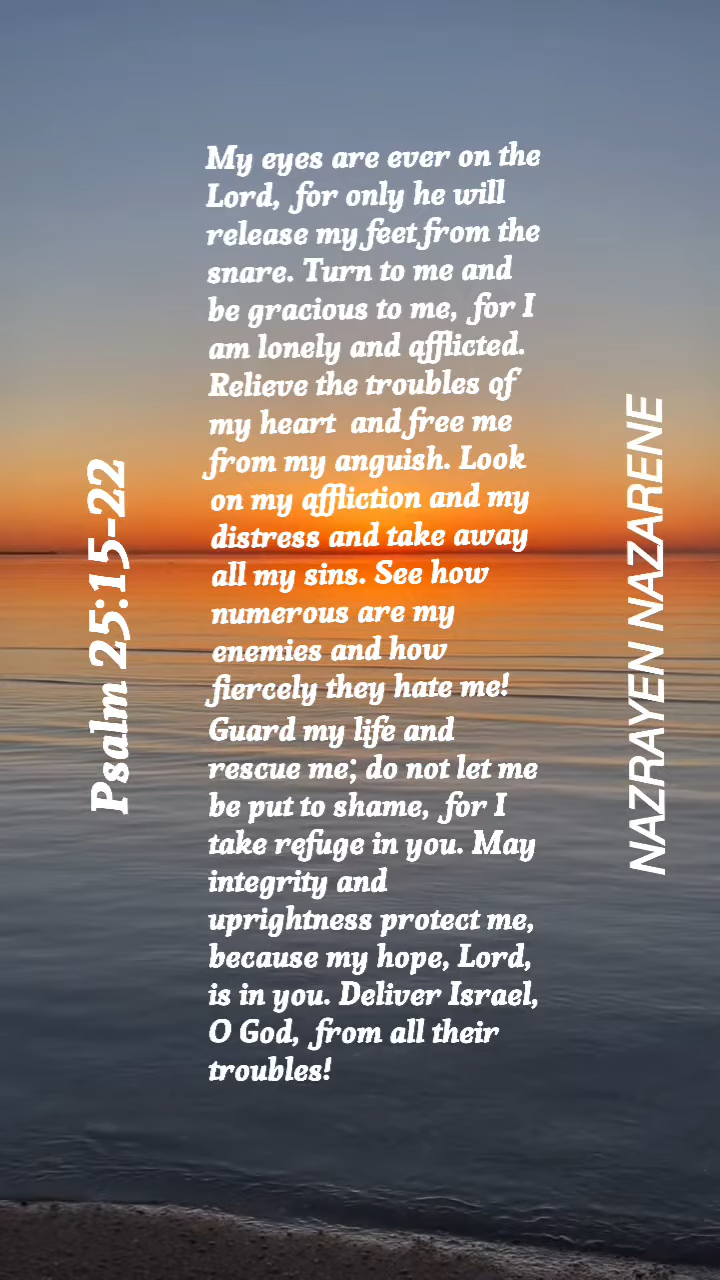 My eyes are ever on the
Lord, for only he will
release my feet from the
snare. Turn to me and
be gracious to me, for I
am lonely and afflicted.
Relieve the troubles of
my heart and free me
from my anguish. Look
on my affliction and my
distress and take away
all my sins. See how
numerous are my
enemies and how
fiercely they hate me!
Guard my life and
rescue me; do not let me
be put to shame, for I
take refuge in you. May
integrity and
uprightness protect me,
because my hope, Lord,
is in you. Deliver Israel,
O God, from all their
troubles!
Psalm 25:15-22
NAZRAYEN NAZARENE